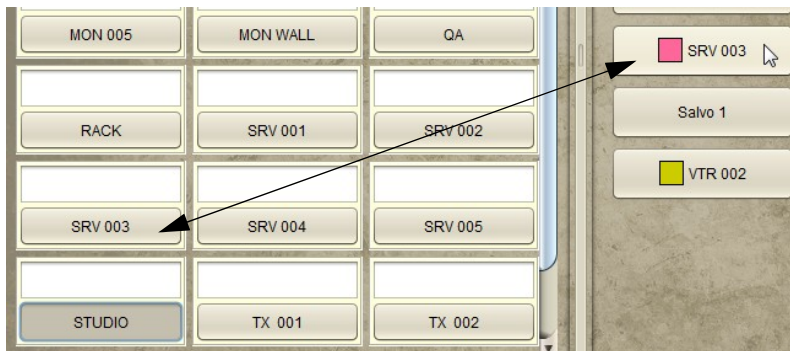 MON 005 MON WALL QA
RACK SRV 001 SRV 002
SRV 003 SRV 004 SRV 005
STUDIO TX 001 TX 002
SRV 003
Salvo 1
VTR 002